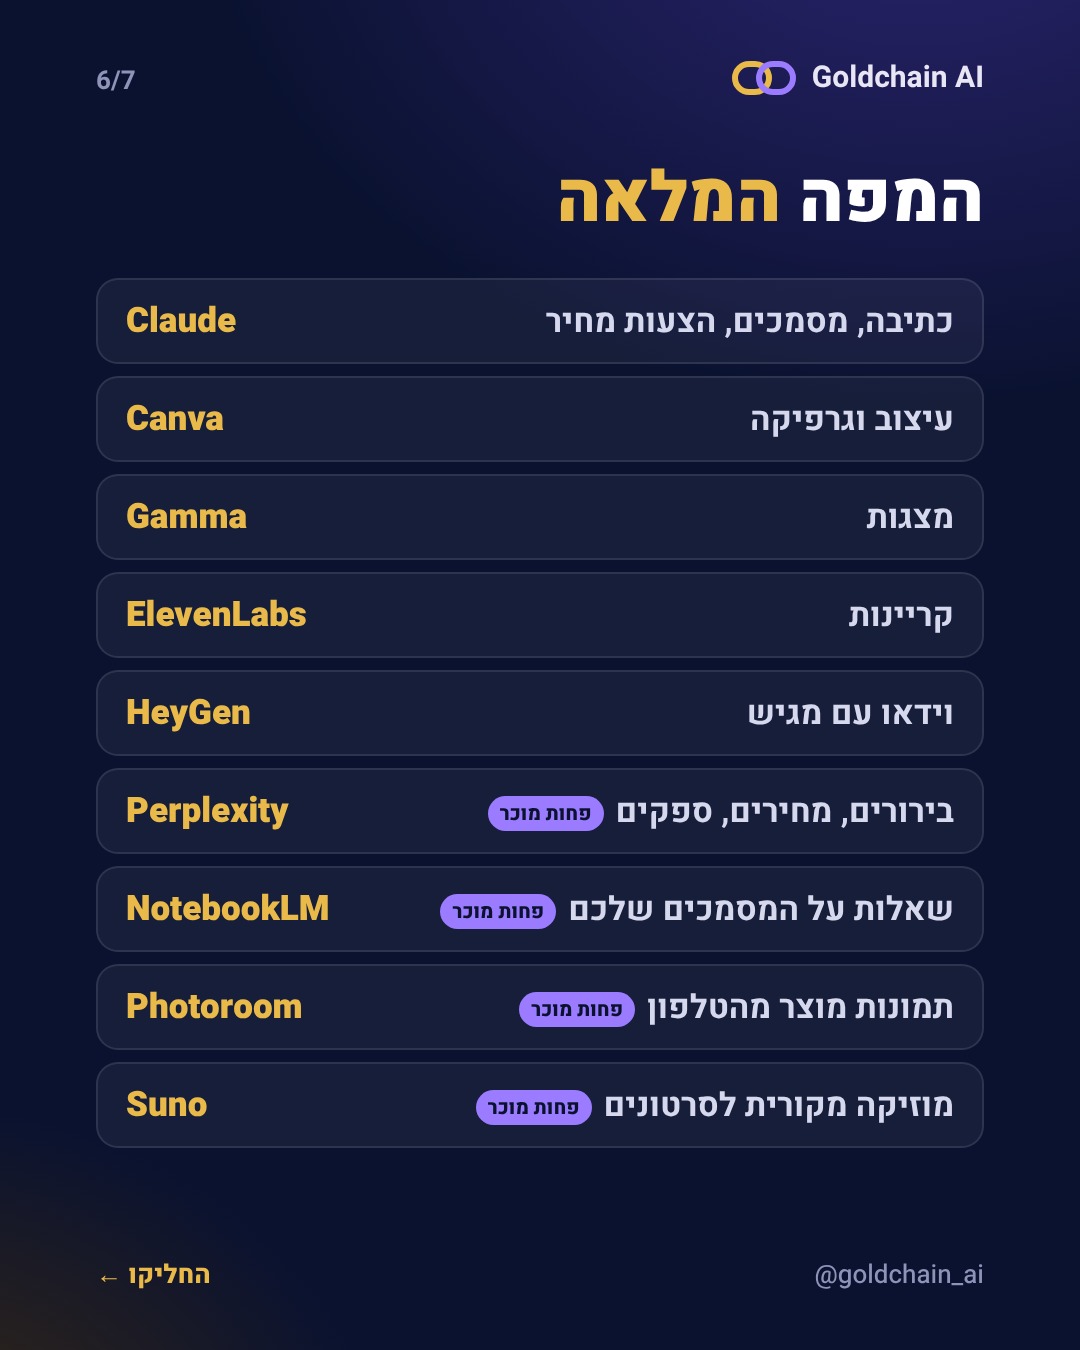 Goldchain AI
6/7
המפה המלאה
כתיבה, מסמכים, הצעות מחיר Claude
עיצוב וגרפיקה Canva
מצגות Gamma
קריינות ElevenLabs
וידאו עם מגיש HeyGen
בירורים, מחירים, ספקים פחות מוכר Perplexity
שאלות על המסמכים שלכם פחות מוכר NotebookLM
תמונות מוצר מהטלפון פחות מוכר Photoroom
מוזיקה מקורית לסרטונים פחות מוכר Suno
@goldchain_ai
החליקו ←